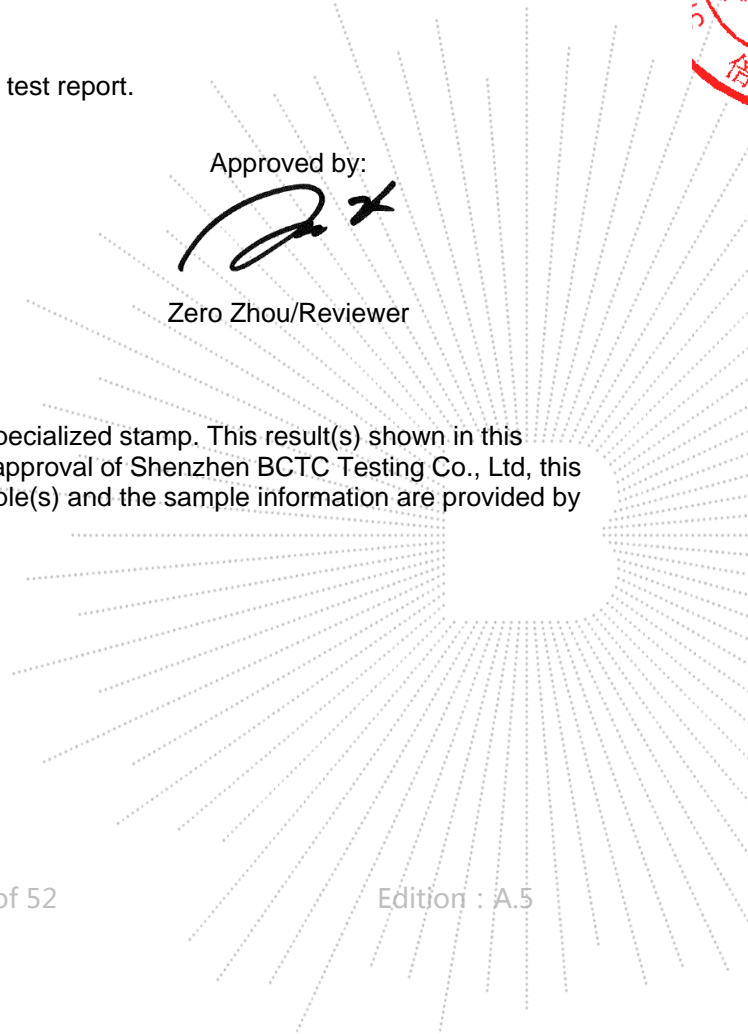 test report.
Approved by:
Zero Zhou/Reviewer
specialized stamp. This result(s) shown in this
approval of Shenzhen BCTC Testing Co., Ltd, this
ple(s) and the sample information are provided by
of 52 Edition : A.5